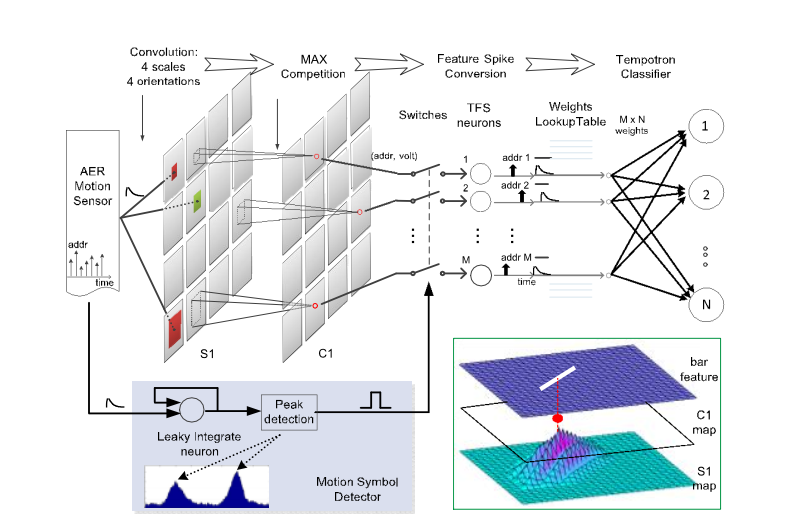 Convolution:
4 scales
4 orientations
MAX
Competition
Feature Spike
Conversion
Tempotron
Classifier
Switches
TFS
neurons
Weights
LookupTable
M x N
weights
AER
Motion
Sensor
addr
time
(addr, volt)
1
addr 1
2
addr 2
M
addr M
time
1
2
N
S1
C1
Leaky Integrate
neuron
Peak
detection
Motion Symbol
Detector
bar
feature
C1
map
S1
map